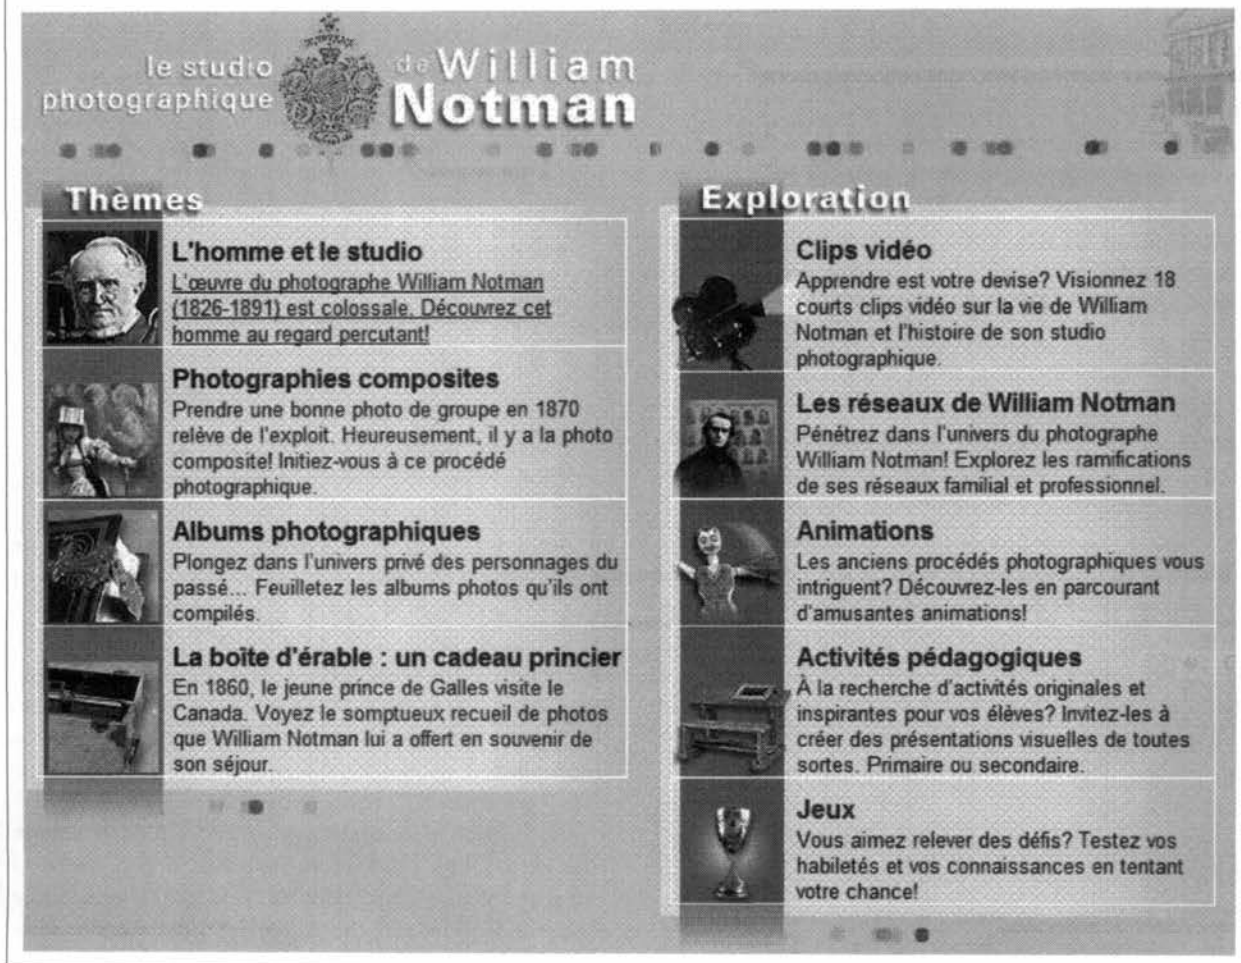 le studio
photographique
de William
Notman
Thèmes
L'homme et le studio
L'œuvre du photographe William Notman
(1826-1891) est colossale. Découvrez cet
homme au regard percutant!
Photographies composites
Prendre une bonne photo de groupe en 1870
relève de l'exploit. Heureusement, il y a la photo
composite! Initiez-vous à ce procédé
photographique.
Albums photographiques
Plongez dans l'univers privé des personnages du
passé... Feuilletez les albums photos qu'ils ont
compilés.
La boîte d'érable : un cadeau princier
En 1860, le jeune prince de Galles visite le
Canada. Voyez le somptueux recueil de photos
que William Notman lui a offert en souvenir de
son séjour.
Exploration
Clips vidéo
Apprendre est votre devise? Visionnez 18
courts clips vidéo sur la vie de William
Notman et l'histoire de son studio
photographique.
Les réseaux de William Notman
Pénétrez dans l'univers du photographe
William Notman! Explorez les ramifications
de ses réseaux familial et professionnel.
Animations
Les anciens procédés photographiques vous
intriguent? Découvrez-les en parcourant
d'amusantes animations!
Activités pédagogiques
À la recherche d'activités originales et
inspirantes pour vos élèves? Invitez-les à
créer des présentations visuelles de toutes
sortes. Primaire ou secondaire.
Jeux
Vous aimez relever des défis? Testez vos
habiletés et vos connaissances en tentant
votre chance!